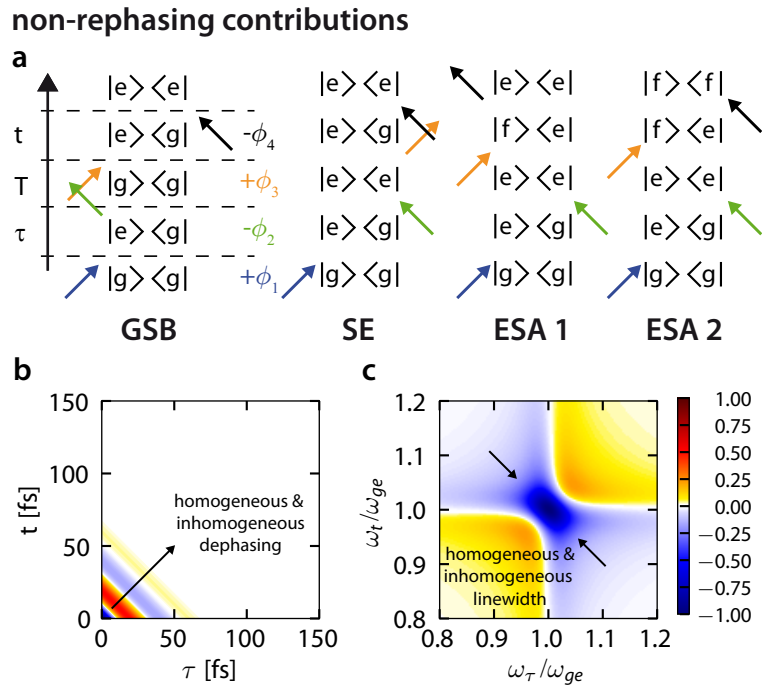 non-rephasing contributions
a
|e> <e| |e> <e| |e> <e| |f> <f|
t |e> <g| -ϕ4 |e> <g| |f> <e| |f> <e|
T |g> <g| +ϕ3 |e> <e| |e> <e| |e> <e|
τ |e> <g| -ϕ2 |e> <g| |e> <g| |e> <g|
|g> <g| +ϕ1 |g> <g| |g> <g| |g> <g|
GSB SE ESA 1 ESA 2
b
150
100
50
0
t [fs]
homogeneous &
inhomogeneous
dephasing
0 50 100 150
τ [fs]
c
1.2
1.1
1.0
0.9
0.8
ωt/ωge
homogeneous &
inhomogeneous
linewidth
0.8 0.9 1.0 1.1 1.2
ωτ/ωge
1.00
0.75
0.50
0.25
0.00
−0.25
−0.50
−0.75
−1.00